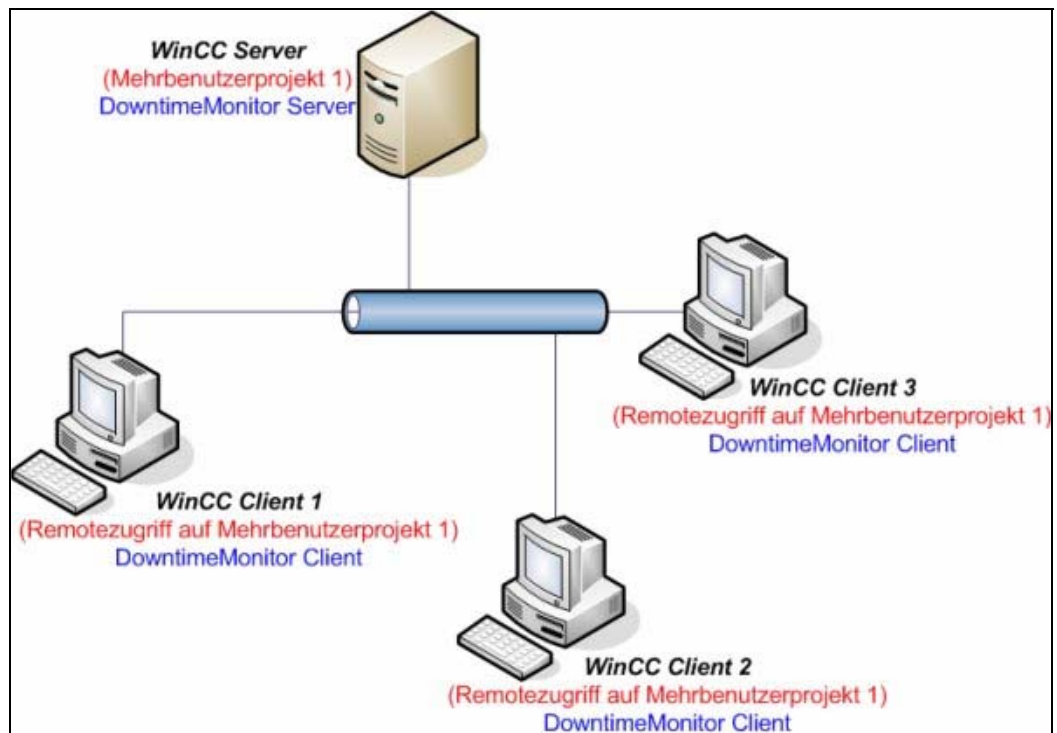 WinCC Server
(Mehrbenutzerprojekt 1)
DowntimeMonitor Server
WinCC Client 3
(Remotezugriff auf Mehrbenutzerprojekt 1)
DowntimeMonitor Client
WinCC Client 1
(Remotezugriff auf Mehrbenutzerprojekt 1)
DowntimeMonitor Client
WinCC Client 2
(Remotezugriff auf Mehrbenutzerprojekt 1)
DowntimeMonitor Client